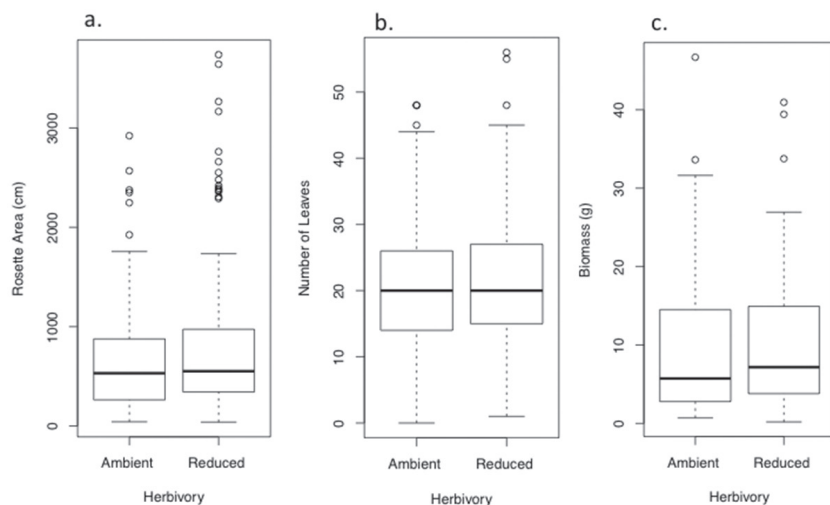 a.
Rosette Area (cm)
3000
2000
1000
0
Ambient
Reduced
Herbivory
b.
Number of Leaves
50
40
30
20
10
0
Ambient
Reduced
Herbivory
c.
Biomass (g)
40
30
20
10
0
Ambient
Reduced
Herbivory